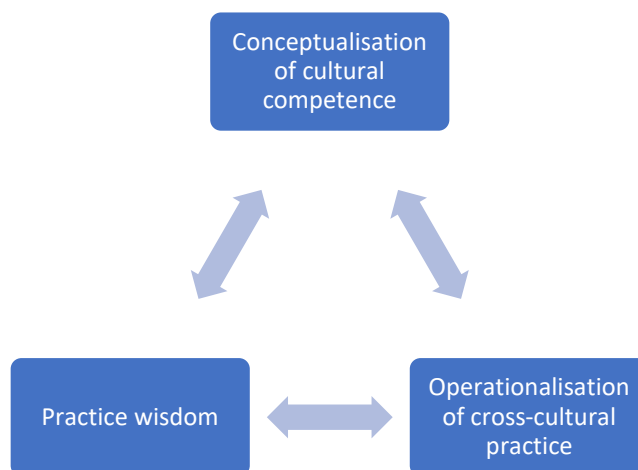 Conceptualisation
of cultural
competence
Practice wisdom
Operationalisation
of cross-cultural
practice